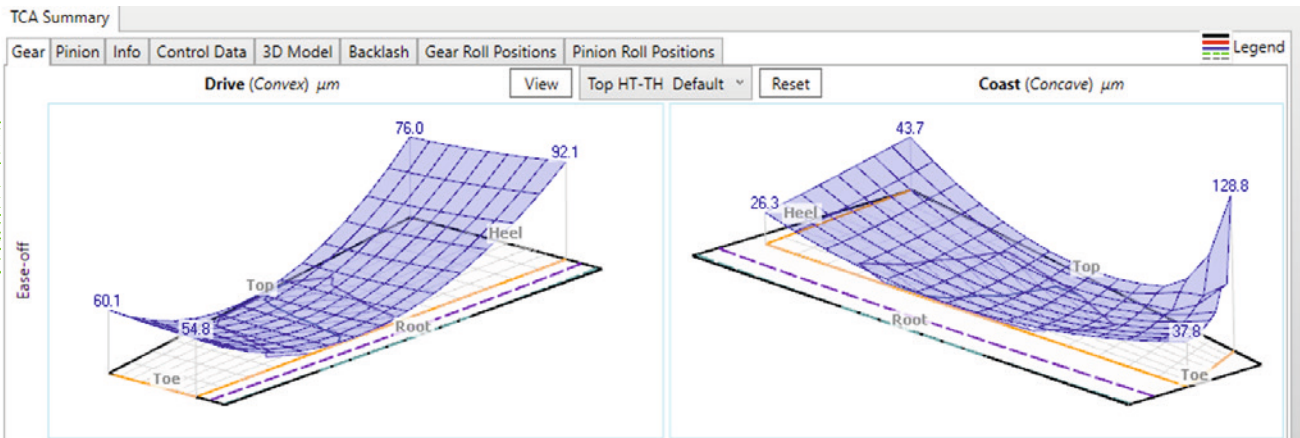 TCA Summary
Gear Pinion Info Control Data 3D Model Backlash Gear Roll Positions Pinion Roll Positions Legend
Drive (Convex) μm View Top HT-TH Default Reset Coast (Concave) μm
Ease-off
76.0
92.1
Heel
Top
60.1
54.8
Root
Toe
43.7
128.8
26.3
Heel
Top
Root
37.8
Toe